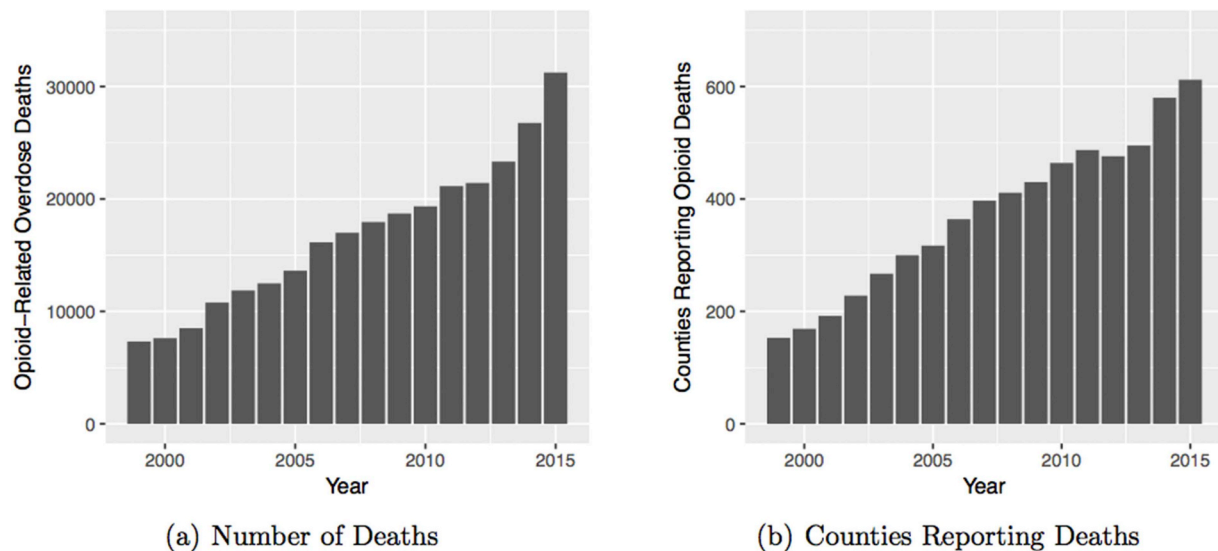 Opioid−Related Overdose Deaths
30000
20000
10000
0
2000
2005
2010
2015
Year
(a) Number of Deaths
Counties Reporting Opioid Deaths
600
400
200
0
2000
2005
2010
2015
Year
(b) Counties Reporting Deaths